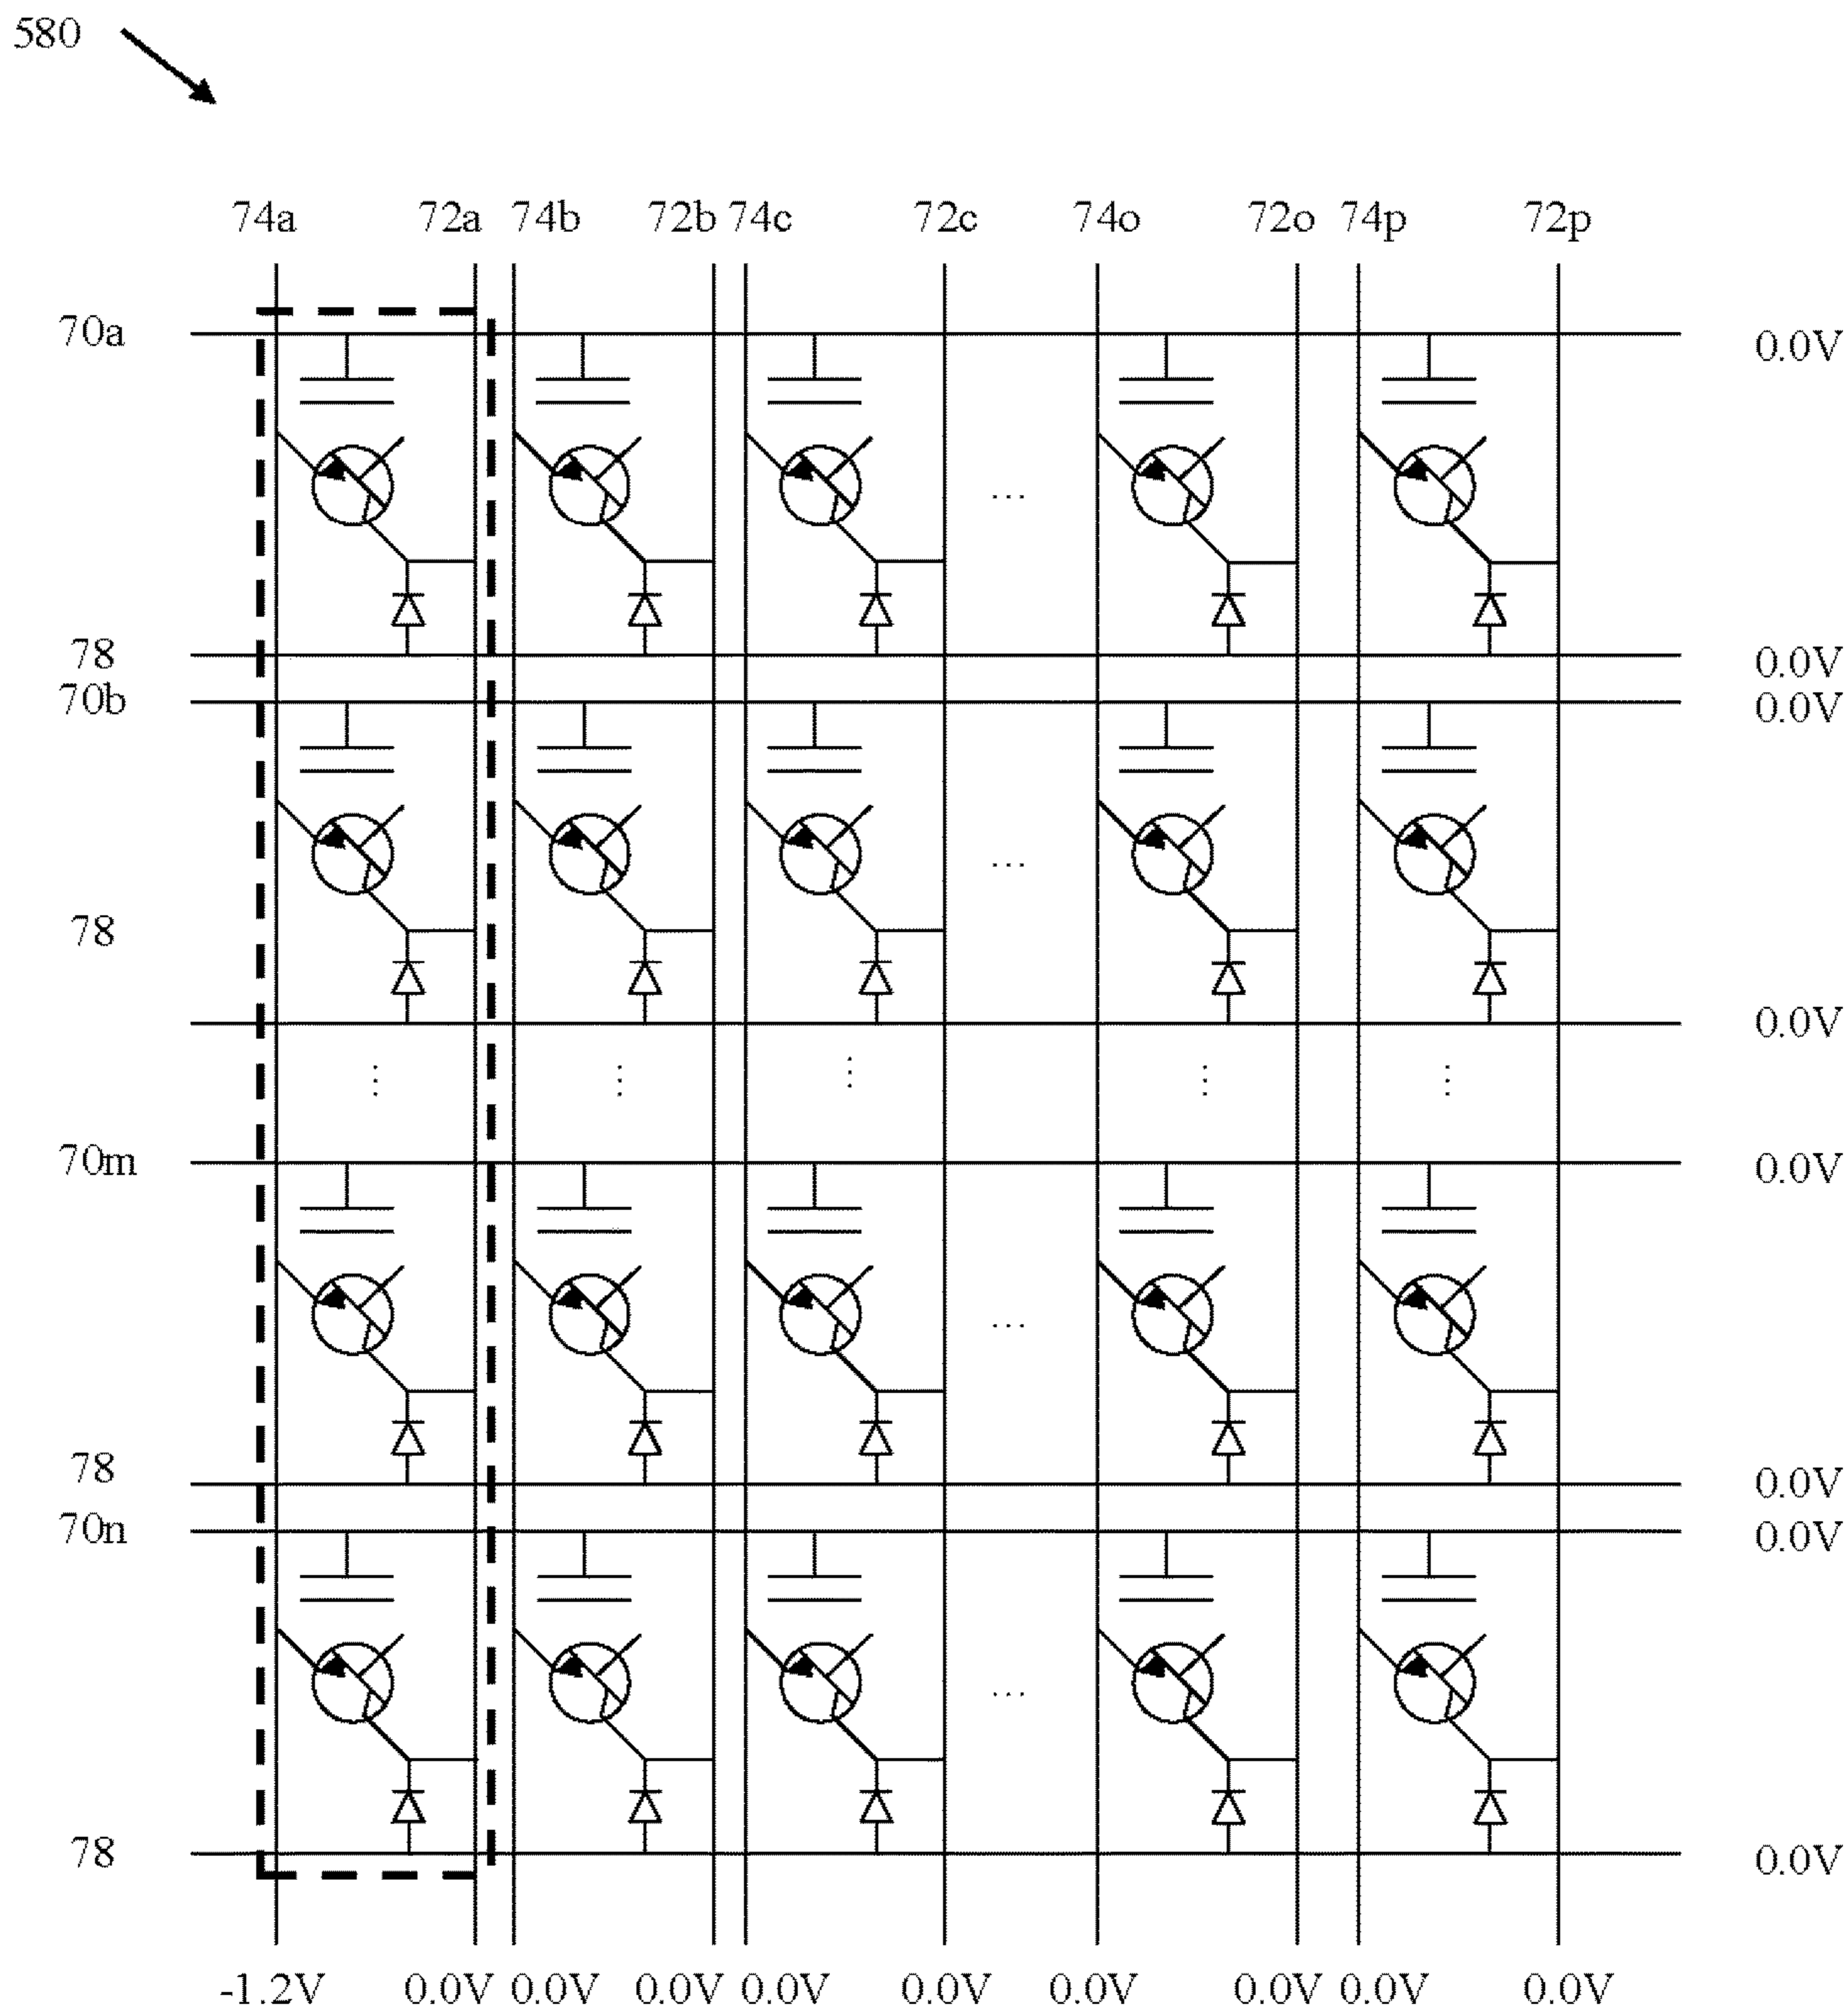 580
74a 72a 74b 72b 74c 72c 74o 72o 74p 72p
70a 0.0V
...
78 0.0V
70b 0.0V
...
78
0.0V
⋮ ⋮ ⋮ ⋮ ⋮
70m 0.0V
...
78 0.0V
70n 0.0V
...
78 0.0V
-1.2V 0.0V 0.0V 0.0V 0.0V 0.0V 0.0V 0.0V 0.0V 0.0V